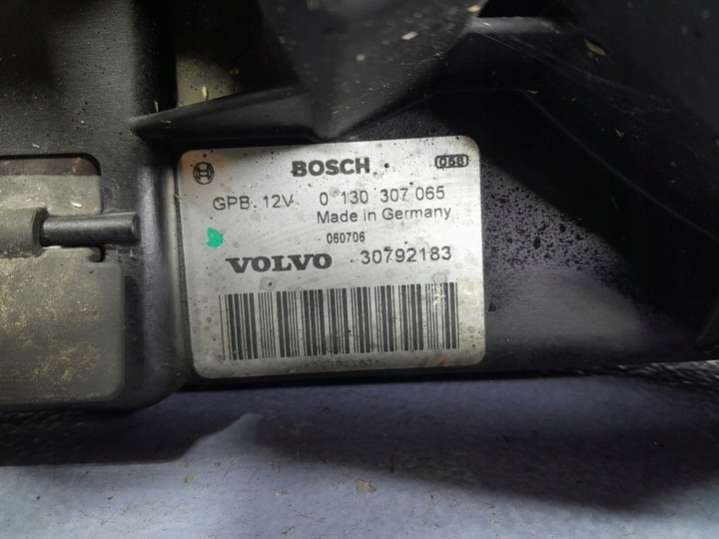 BOSCH 058
GPB 12V 0 130 307 065
Made in Germany
060706
VOLVO 30792183